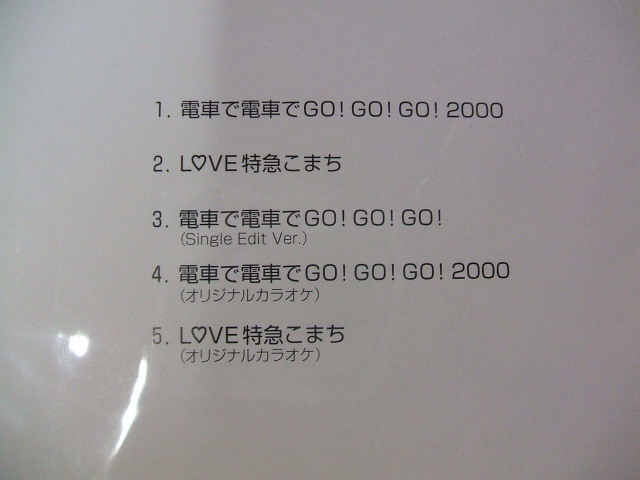 1. 電車で電車でGO! GO! GO! 2000
2. L♡VE特急こまち
3. 電車で電車でGO! GO! GO!
(Single Edit Ver.)
4. 電車で電車でGO! GO! GO! 2000
(オリジナルカラオケ)
5. L♡VE特急こまち
(オリジナルカラオケ)